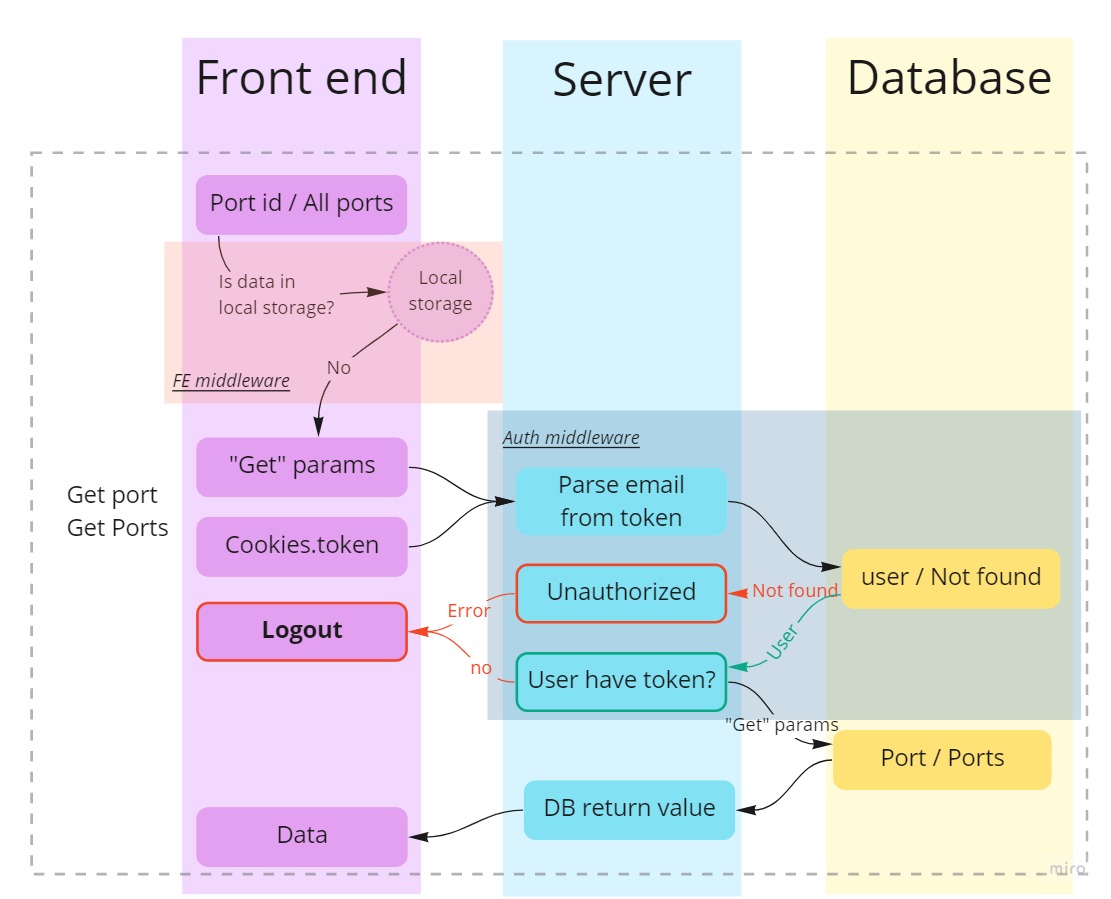 Front end
Server
Database
Port id / All ports
Is data in
local storage?
Local
storage
No
FE middleware
Auth middleware
"Get" params
Parse email
from token
Get port
Get Ports
Cookies.token
user / Not found
Unauthorized
Not found
Error
Logout
User
no
User have token?
"Get" params
Port / Ports
DB return value
Data
miro